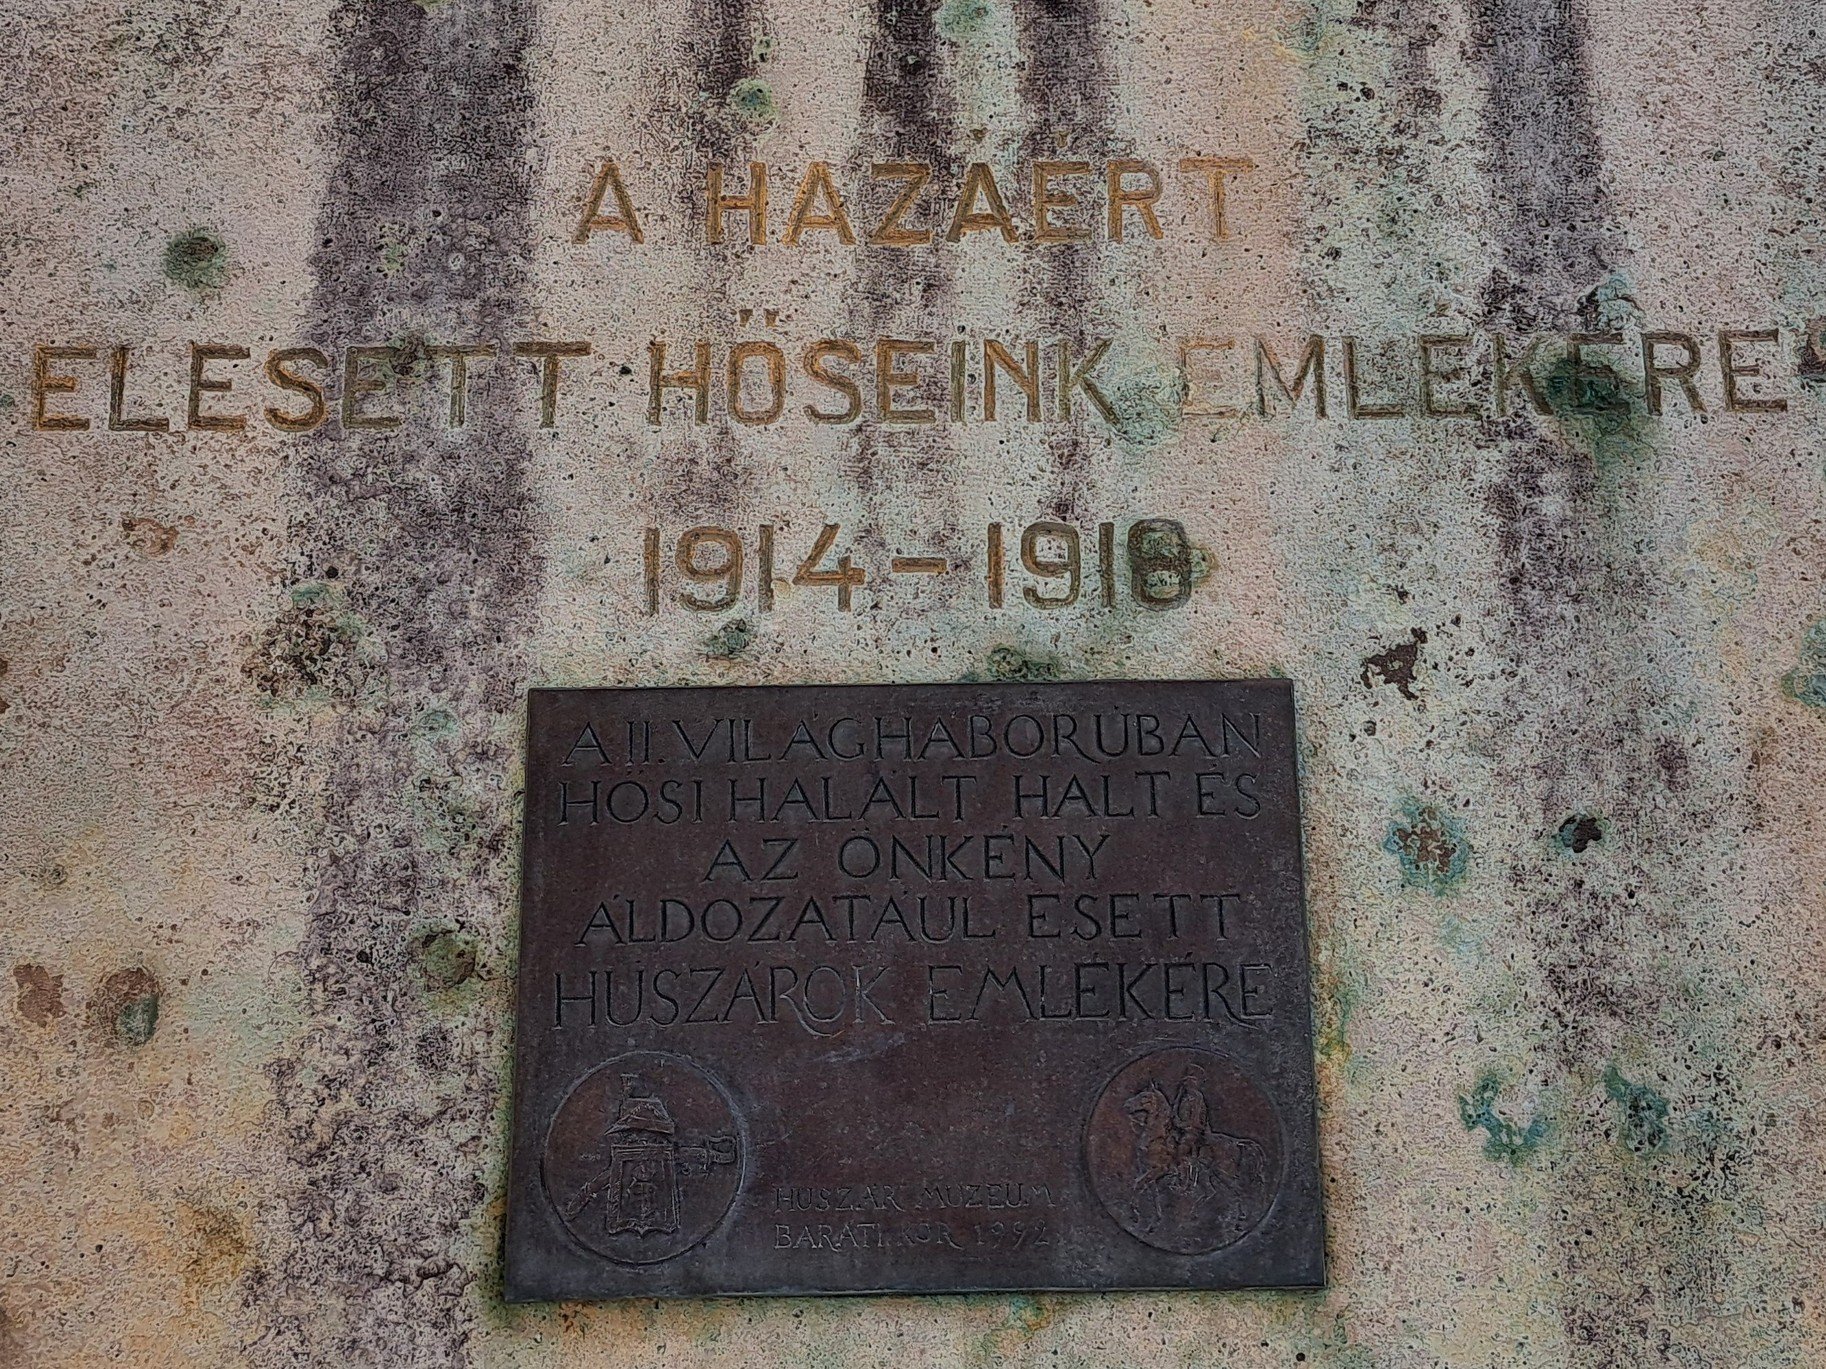 A HAZÁÉRT
ELESETT HŐSEINK EMLÉKÉRE
1914-1918
A II. VILÁGHÁBORÚBAN
HŐSI HALÁLT HALT ÉS
AZ ÖNKÉNY
ÁLDOZATÁUL ESETT
HUSZÁROK EMLÉKÉRE
HUSZÁR MÚZEUM
BARÁTI KÖR 1992